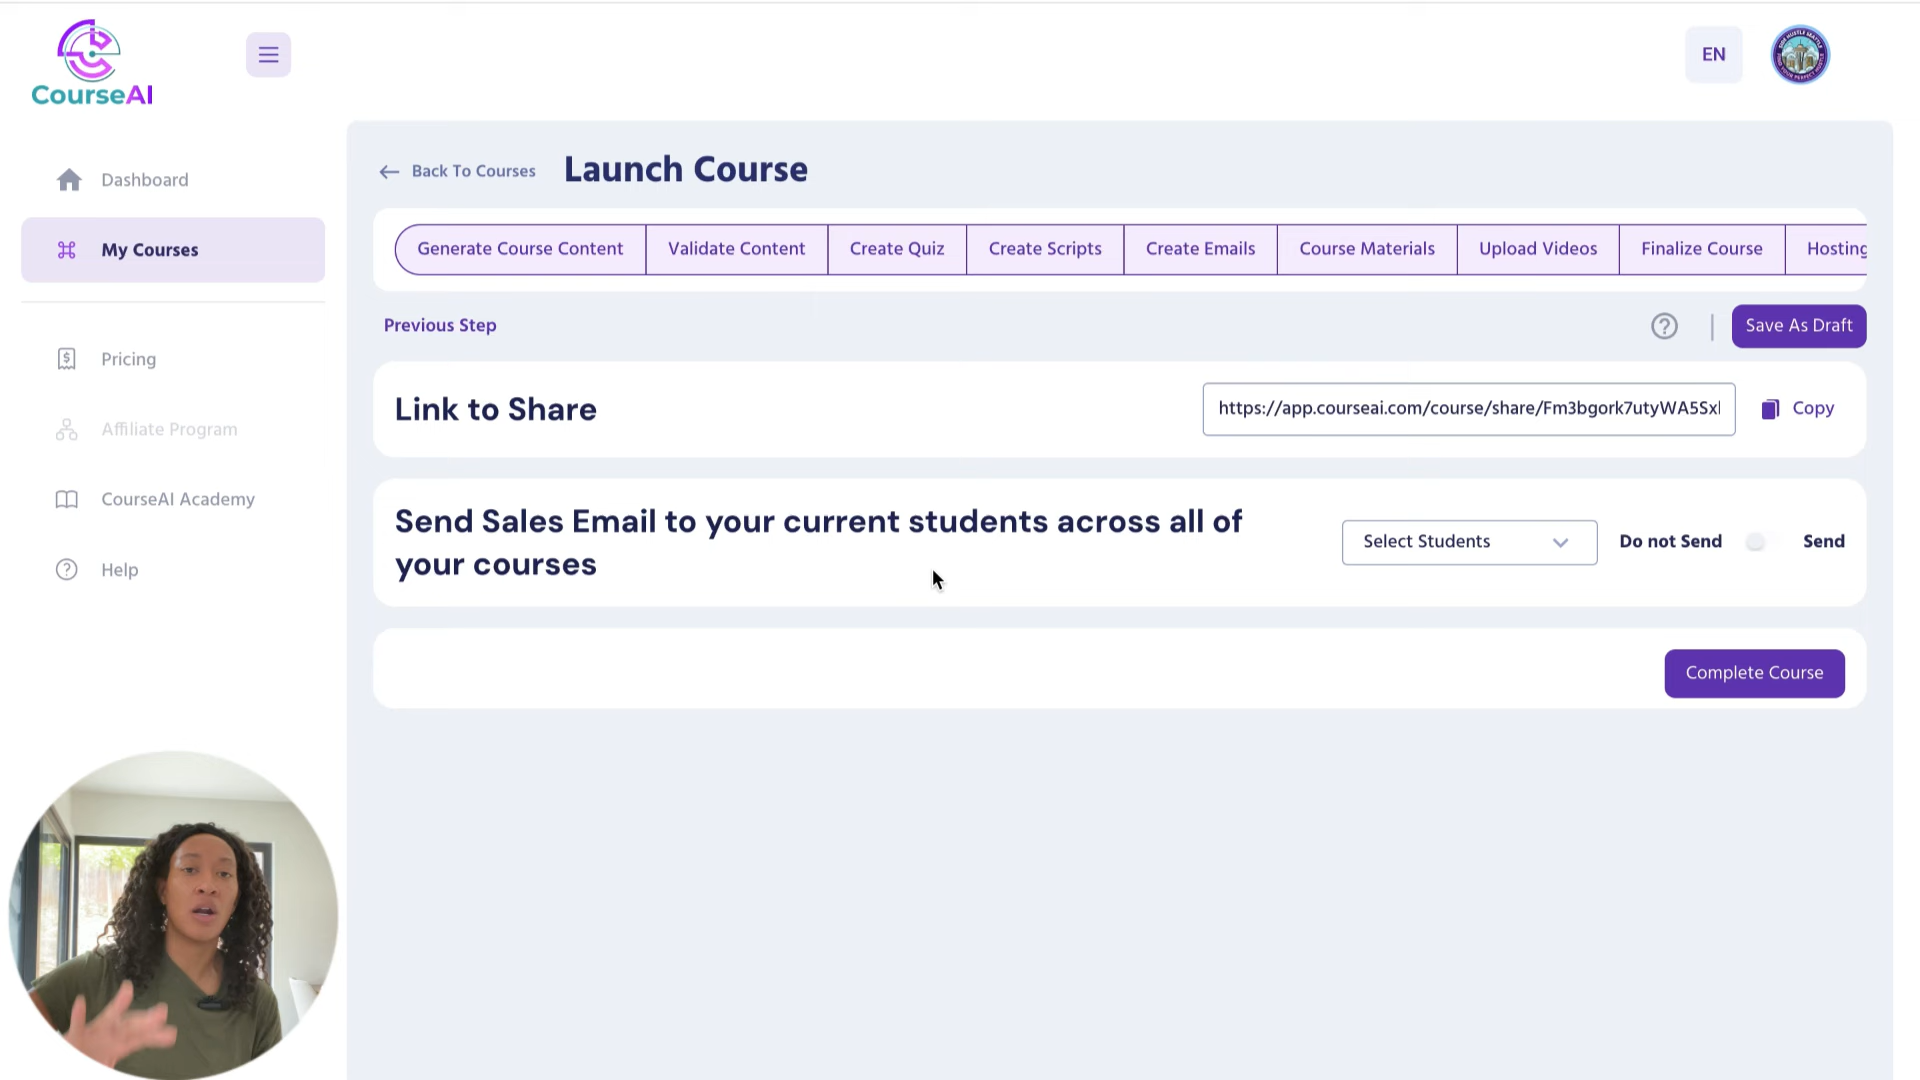 CourseAI
EN
Dashboard
My Courses
Pricing
Affiliate Program
CourseAI Academy
Help
Back To Courses
Launch Course
Generate Course Content
Validate Content
Create Quiz
Create Scripts
Create Emails
Course Materials
Upload Videos
Finalize Course
Hosting
Previous Step
Save As Draft
Link to Share
https://app.courseai.com/course/share/Fm3bgork7utyWA5Sx
Copy
Send Sales Email to your current students across all of
your courses
Select Students
Do not Send
Send
Complete Course